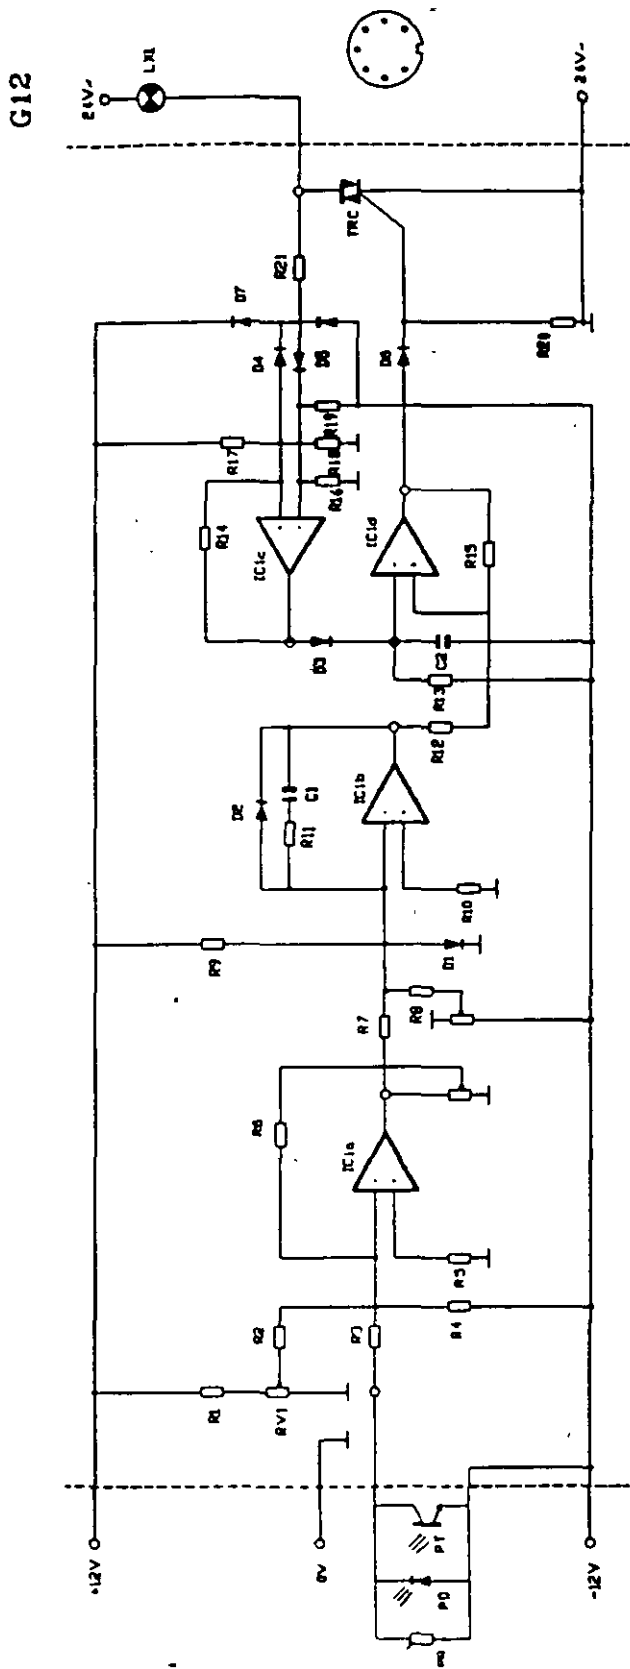 G12
24V~
LX1
24V~
TRC
R21
D7
D4
D5
D6
R20
R17
R19
R18
R16
R14
IC1c
IC1d
R15
D3
C2
R13
R12
D2
C1
R11
IC1b
R10
R9
D1
R7
R8
R6
IC1a
R5
R2
R3
R4
R1
RV1
+12V
0V
-12V
PT
PD